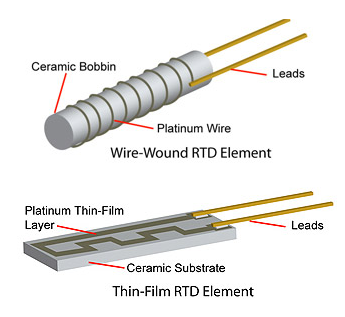 Ceramic Bobbin
Leads
Platinum Wire
Wire-Wound RTD Element
Platinum Thin-Film
Layer
Leads
Ceramic Substrate
Thin-Film RTD Element